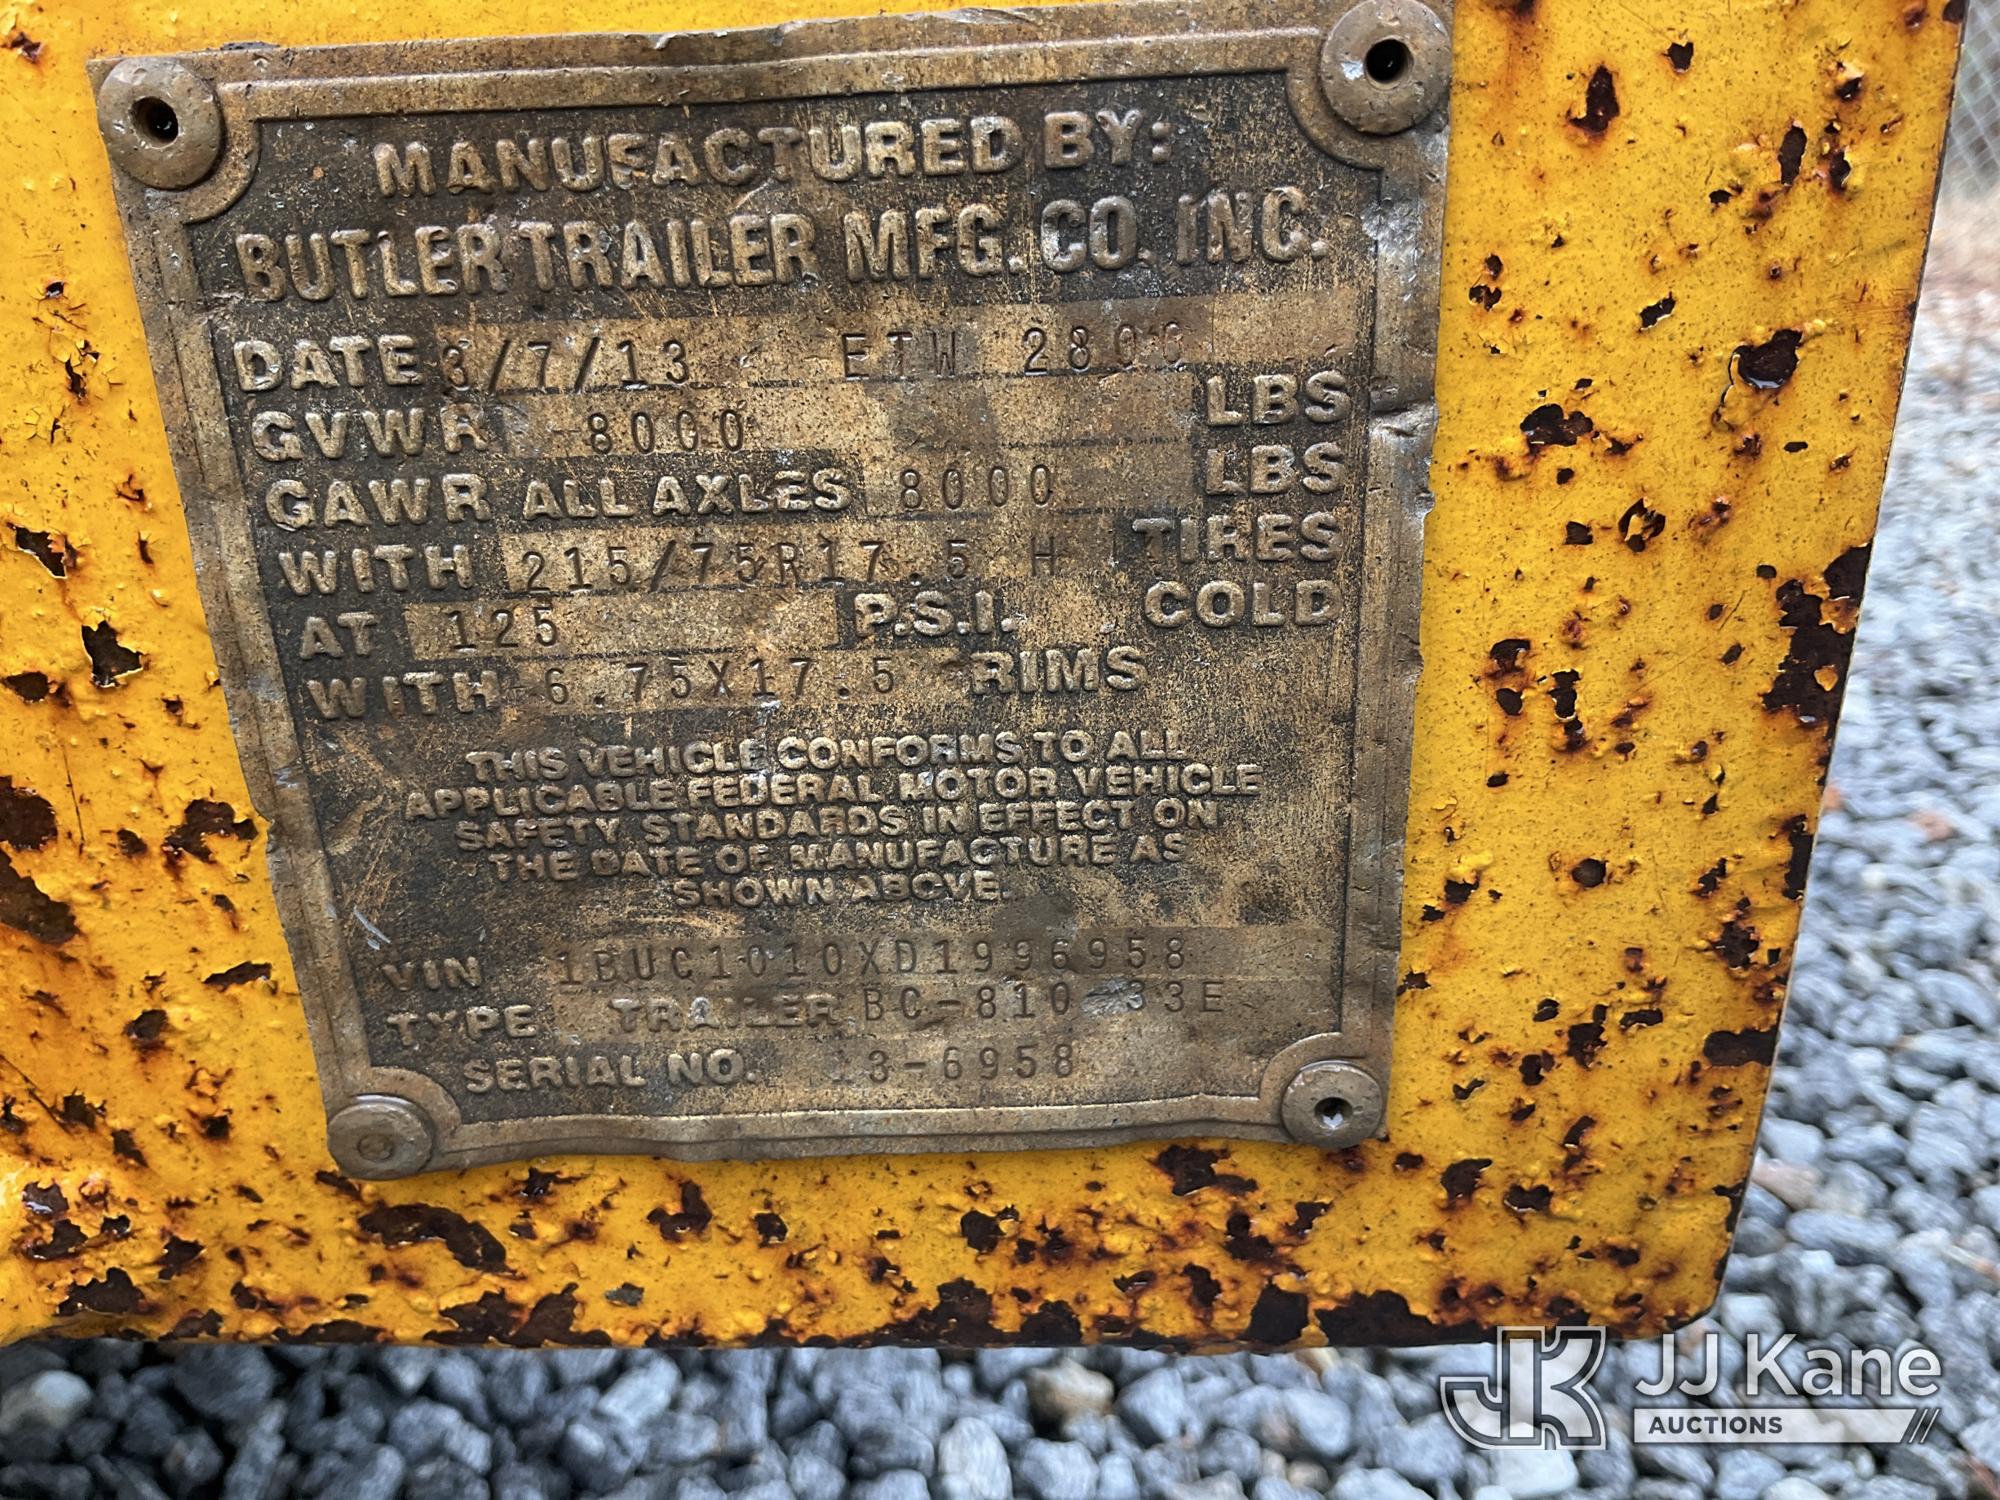 MANUFACTURED BY:
BUTLER TRAILER MFG. CO. INC.
DATE 3/7/13 ETW 2800
GVWR 8000 LBS
GAWR ALL AXLES 8000 LBS
WITH 215/75R17.5 H TIRES
AT 125 P.S.I. COLD
WITH 6.75X17.5 RIMS
THIS VEHICLE CONFORMS TO ALL
APPLICABLE FEDERAL MOTOR VEHICLE
SAFETY STANDARDS IN EFFECT ON
THE DATE OF MANUFACTURE AS
SHOWN ABOVE.
VIN 1BUC1010XD1996958
TYPE TRAILER BC-810-33E
SERIAL NO. 13-6958
JK JJ Kane
AUCTIONS